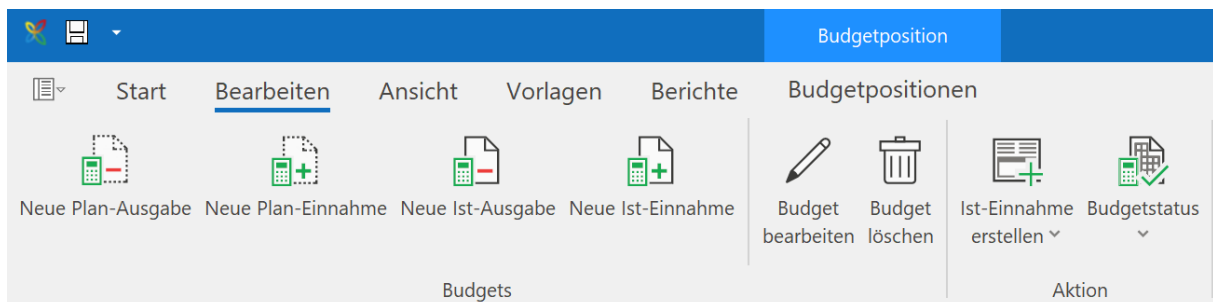 Budgetposition
Start Bearbeiten Ansicht Vorlagen Berichte Budgetpositionen
Neue Plan-Ausgabe Neue Plan-Einnahme Neue Ist-Ausgabe Neue Ist-Einnahme Budget Budget Ist-Einnahme Budgetstatus
bearbeiten löschen erstellen
Budgets Aktion